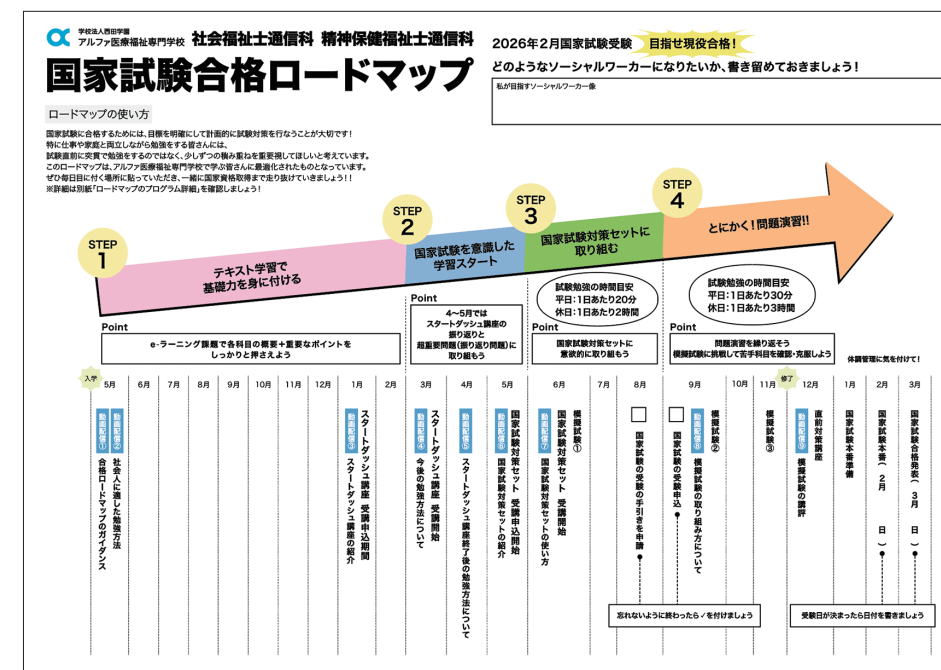 学校法人西田学園
アルファ医療福祉専門学校 社会福祉士通信科 精神保健福祉士通信科
国家試験合格ロードマップ
2026年2月国家試験受験 目指せ現役合格！
どのようなソーシャルワーカーになりたいか、書き留めておきましょう！
私が目指すソーシャルワーカー像
ロードマップの使い方
国家試験に合格するためには、目標を明確にして計画的に試験対策を行なうことが大切です！
特に仕事や家庭と両立しながら勉強をする皆さんには、
試験直前に突貫で勉強をするのではなく、少しずつの積み重ねを重要視してほしいと考えています。
このロードマップは、アルファ医療福祉専門学校で学ぶ皆さんに最適化されたものとなっています。
ぜひ毎日目に付く場所に貼っていただき、一緒に国家資格取得まで走り抜けていきましょう！！
※詳細は別紙「ロードマップのプログラム詳細」を確認しましょう！
STEP
1
テキスト学習で
基礎力を身に付ける
STEP
2
国家試験を意識した
学習スタート
STEP
3
国家試験対策セットに
取り組む
STEP
4
とにかく！問題演習!!
Point
e-ラーニング課題で各科目の概要＋重要なポイントを
しっかりと押さえよう
Point
4〜5月では
スタートダッシュ講座の
振り返りと
超重要問題（振り返り問題）に
取り組もう
試験勉強の時間目安
平日：1日あたり20分
休日：1日あたり2時間
Point
国家試験対策セットに
意欲的に取り組もう
試験勉強の時間目安
平日：1日あたり30分
休日：1日あたり3時間
Point
問題演習を繰り返そう
模擬試験に挑戦して苦手科目を確認・克服しよう
体調管理に気を付けて！
入学
5月 6月 7月 8月 9月 10月 11月 12月 1月 2月 3月 4月 5月 6月 7月 8月 9月 10月 11月 修了 12月 1月 2月 3月
動画配信① 合格ロードマップのガイダンス
動画配信② 社会人に適した勉強方法
スタートダッシュ講座 受講申込期間
動画配信③ スタートダッシュ講座の紹介
スタートダッシュ講座 受講開始
動画配信④ 今後の勉強方法について
動画配信⑤ スタートダッシュ講座終了後の勉強方法について
国家試験対策セット 受講申込開始
動画配信⑥ 国家試験対策セットの紹介
模擬試験①
国家試験対策セット 受講開始
動画配信⑦ 国家試験対策セットの使い方
国家試験の受験の手引きを申請
国家試験の受験申込
模擬試験②
動画配信⑧ 模擬試験の取り組み方について
模擬試験③
直前対策講座
動画配信⑨ 模擬試験の講評
国家試験本番準備
国家試験本番（ 2月 日）
国家試験合格発表（ 3月 日）
忘れないように終わったら✓を付けましょう
受験日が決まったら日付を書きましょう